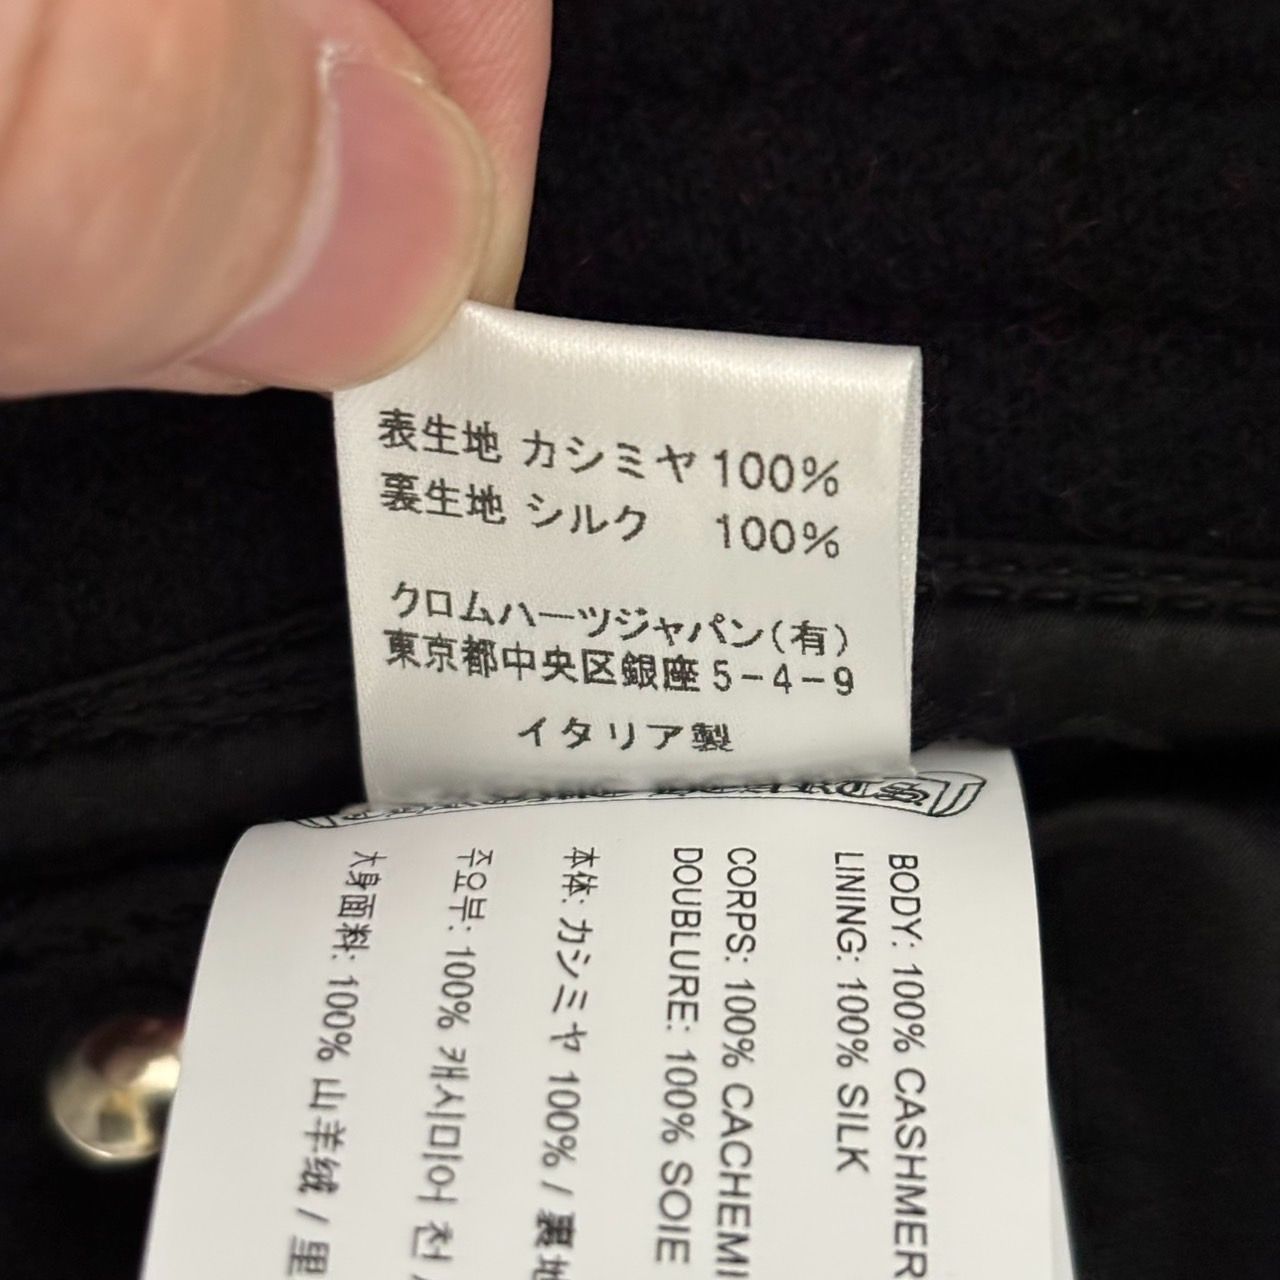 表生地 カシミヤ 100%
裏生地 シルク 100%
クロムハーツジャパン(有)
東京都中央区銀座5-4-9
イタリア製
BODY: 100% CASHMER
LINING: 100% SILK
CORPS: 100% CACHEMI
DOUBLURE: 100% SOIE
本体: カシミヤ 100% / 裏地
주요부: 100% 캐시미어 천 /
大身面料: 100% 山羊绒 / 里